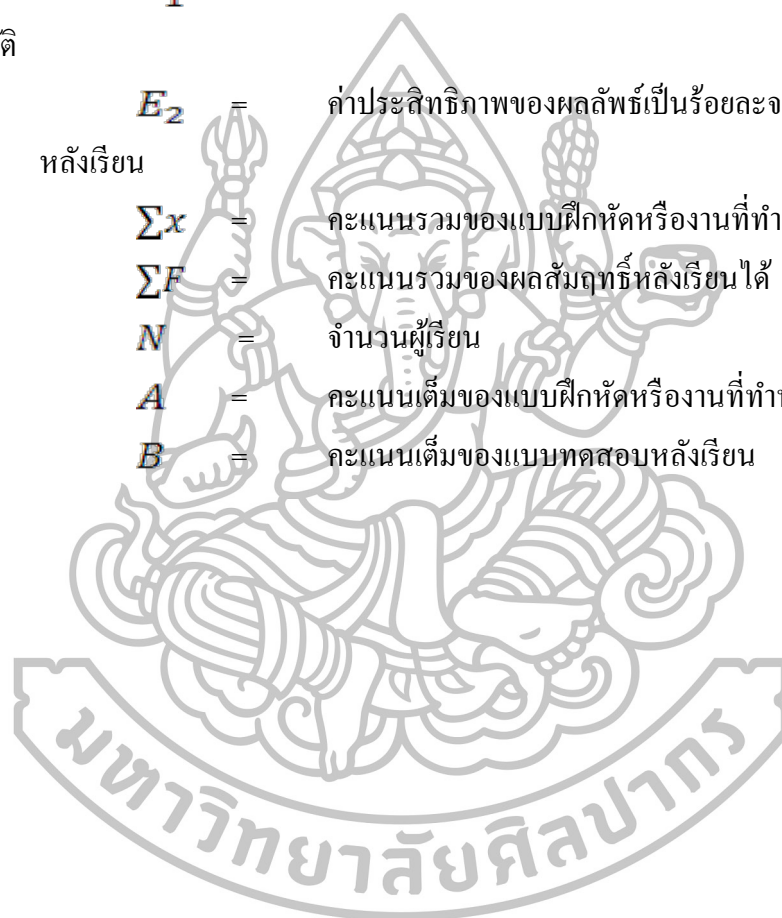 ติ
E₂ = ค่าประสิทธิภาพของผลลัพธ์เป็นร้อยละจ
หลังเรียน
∑x = คะแนนรวมของแบบฝึกหัดหรืองานที่ทำ
∑F = คะแนนรวมของผลสัมฤทธิ์หลังเรียนได้
N = จำนวนผู้เรียน
A = คะแนนเต็มของแบบฝึกหัดหรืองานที่ทำ
B = คะแนนเต็มของแบบทดสอบหลังเรียน
มหาวิทยาลัยศิลปากร